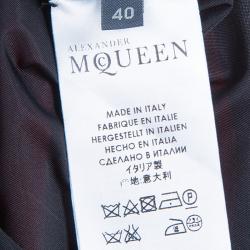 40
ALEXANDER
MCQUEEN
MADE IN ITALY
FABRIQUE EN ITALIE
HERGESTELLT IN ITALIEN
HECHO EN ITALIA
СДЕЛАНО В ИТАЛИИ
イタリア製
地:意大利